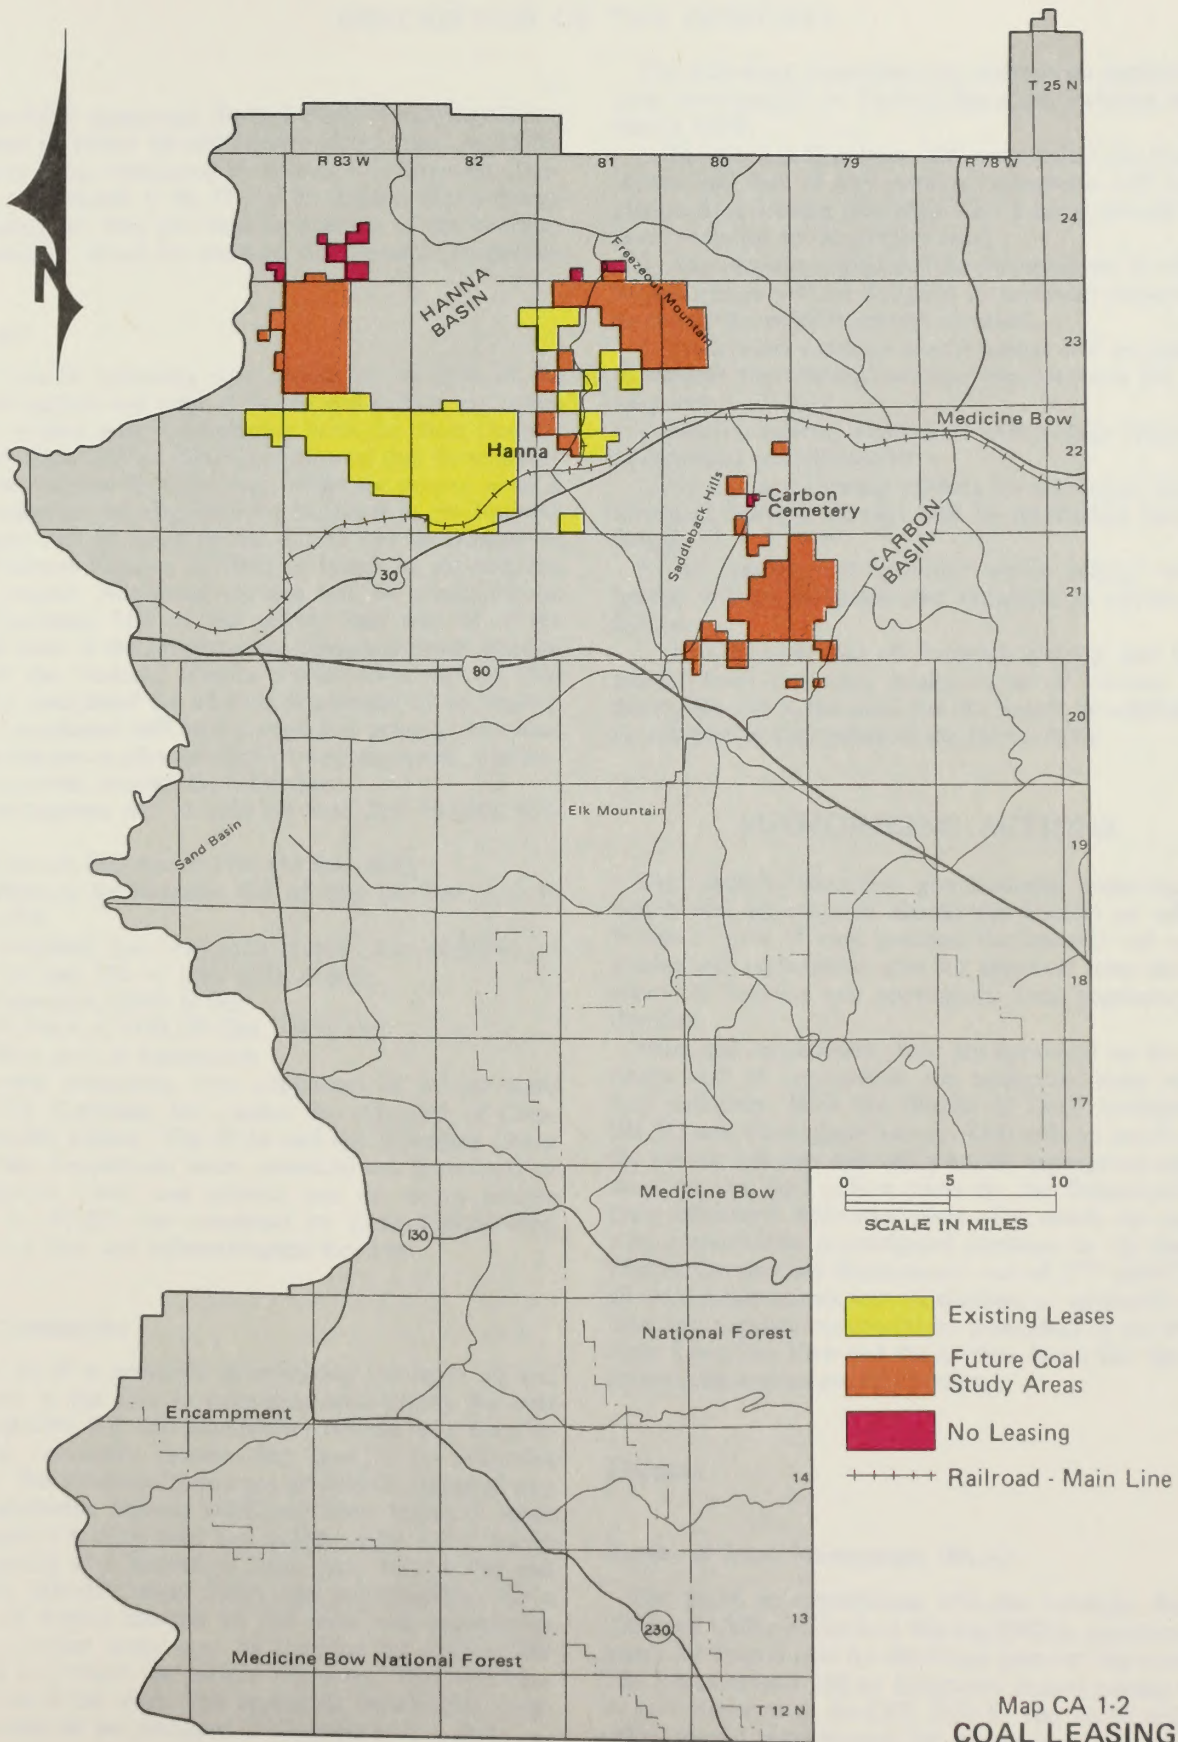 T 25 N
R 83 W
82
81
80
79
R 78 W
24
N
HANNA
BASIN
Freezeout Mountain
23
Medicine Bow
22
Hanna
Saddleback Hills
Carbon
Cemetery
CARBON
BASIN
30
21
80
20
Elk Mountain
Sand Basin
19
18
17
Medicine Bow
0 5 10
SCALE IN MILES
130
National Forest
Existing Leases
Future Coal
Study Areas
No Leasing
Railroad - Main Line
Encampment
14
13
230
Medicine Bow National Forest
T 12 N
Map CA 1-2
COAL LEASING